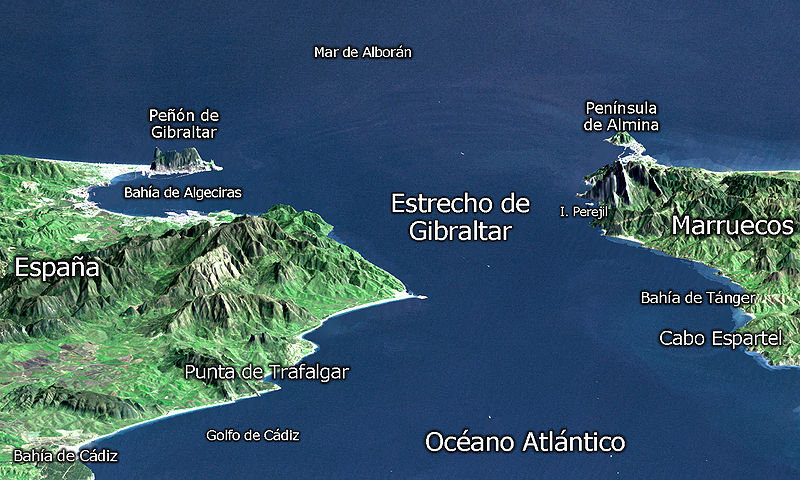 Mar de Alborán
Peñón de
Gibraltar
Península
de Almina
Bahía de Algeciras
Estrecho de
Gibraltar
I. Perejil
Marruecos
España
Bahía de Tánger
Cabo Espartel
Punta de Trafalgar
Golfo de Cádiz
Océano Atlántico
Bahía de Cádiz